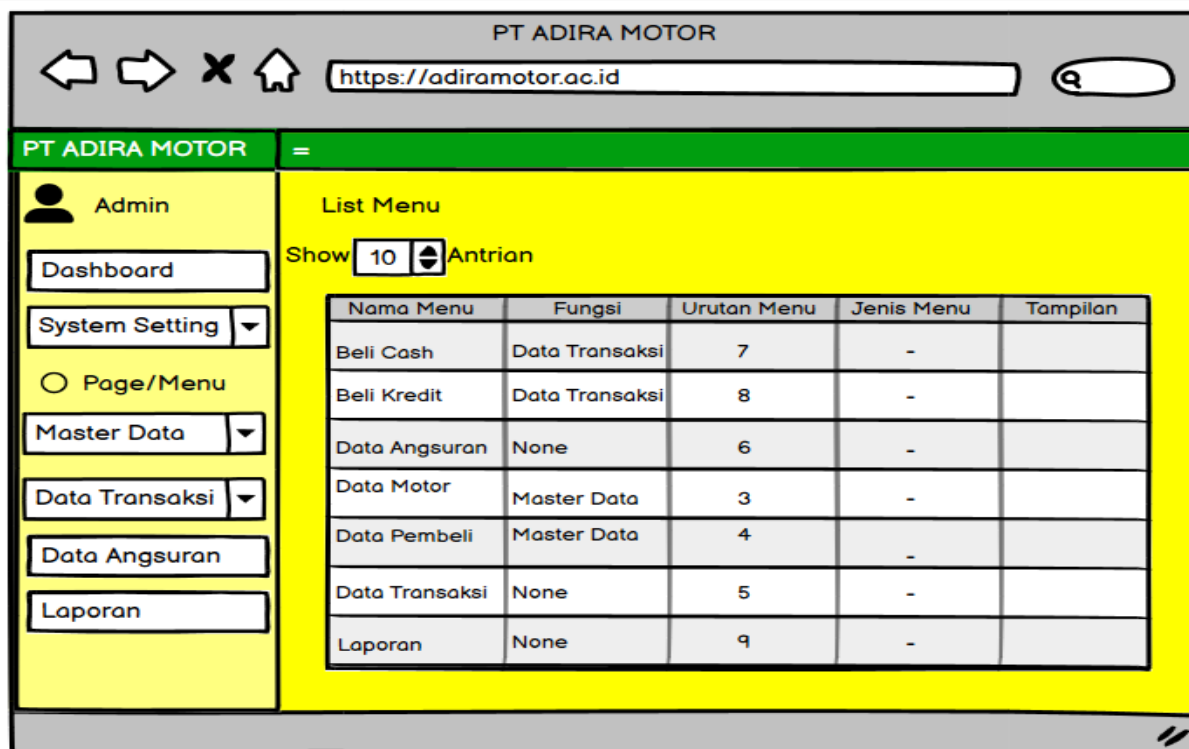 PT ADIRA MOTOR
https://adiramotor.ac.id
PT ADIRA MOTOR =
Admin
Dashboard
System Setting
Page/Menu
Master Data
Data Transaksi
Data Angsuran
Laporan
List Menu
Show 10 Antrian
Nama Menu Fungsi Urutan Menu Jenis Menu Tampilan
Beli Cash Data Transaksi 7 -
Beli Kredit Data Transaksi 8 -
Data Angsuran None 6 -
Data Motor Master Data 3 -
Data Pembeli Master Data 4 -
Data Transaksi None 5 -
Laporan None 9 -